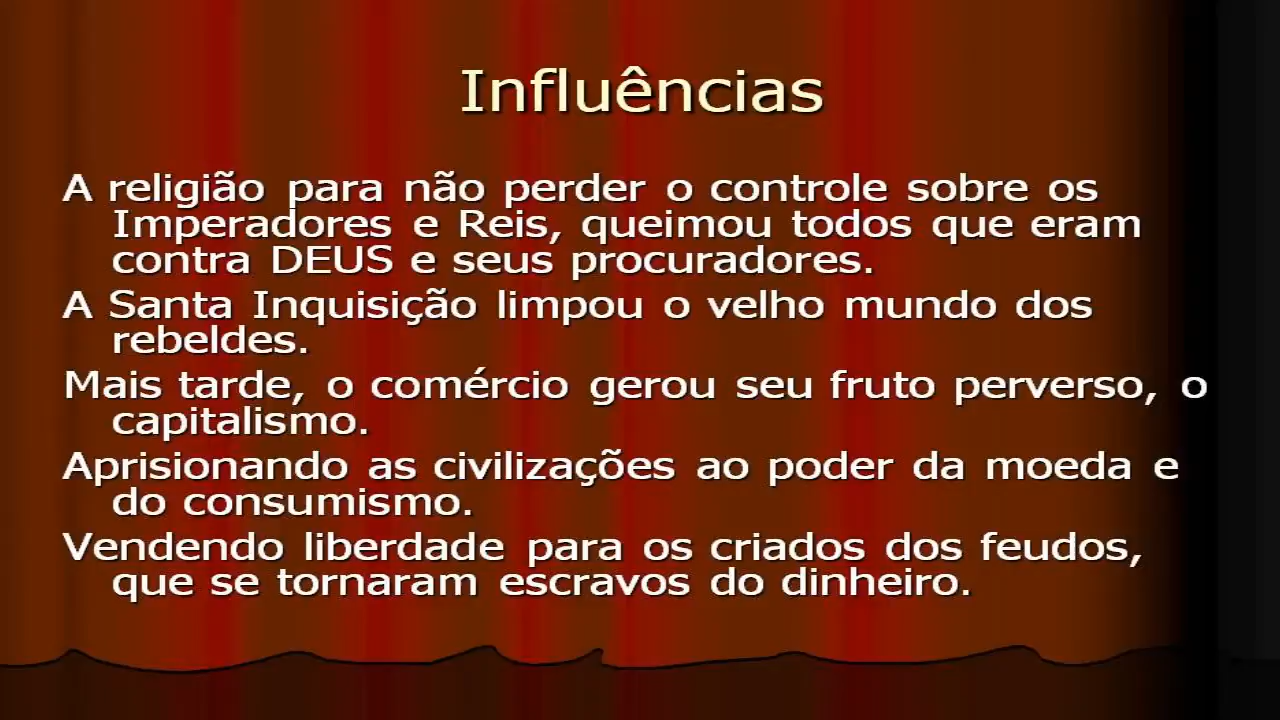 Influências
A religião para não perder o controle sobre os
Imperadores e Reis, queimou todos que eram
contra DEUS e seus procuradores.
A Santa Inquisição limpou o velho mundo dos
rebeldes.
Mais tarde, o comércio gerou seu fruto perverso, o
capitalismo.
Aprisionando as civilizações ao poder da moeda e
do consumismo.
Vendendo liberdade para os criados dos feudos,
que se tornaram escravos do dinheiro.